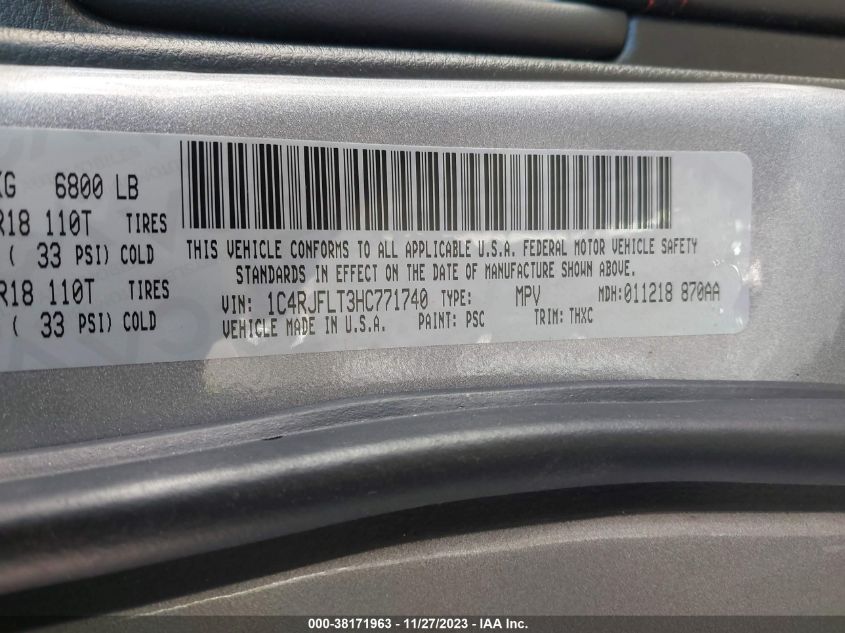 KG 6800 LB
R18 110T TIRES
( 33 PSI) COLD
R18 110T TIRES
( 33 PSI) COLD
THIS VEHICLE CONFORMS TO ALL APPLICABLE U.S.A. FEDERAL MOTOR VEHICLE SAFETY
STANDARDS IN EFFECT ON THE DATE OF MANUFACTURE SHOWN ABOVE.
VIN: 1C4RJFLT3HC771740 TYPE: MPV MDH:011218 870AA
VEHICLE MADE IN U.S.A. PAINT: PSC TRIM: THXC
000-38171963 - 11/27/2023 - IAA Inc.